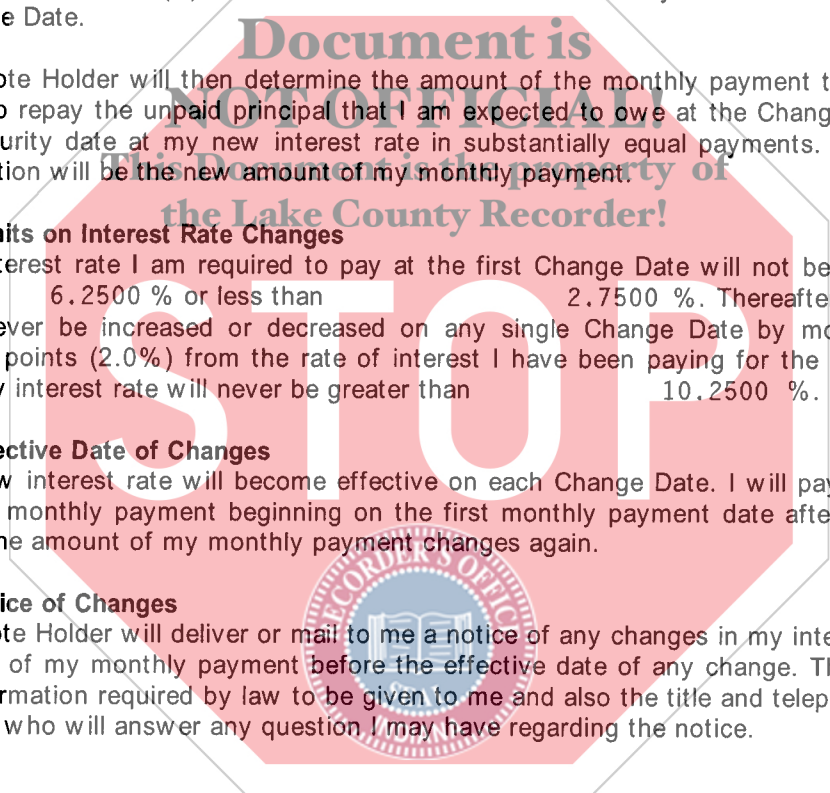 e Date.
Document is
ote Holder will then determine the amount of the monthly payment t
NOT OFFICIAL!
o repay the unpaid principal that I am expected to owe at the Chang
urity date at my new interest rate in substantially equal payments.
This Document is the property of
tion will be the new amount of my monthly payment.
the Lake County Recorder!
its on Interest Rate Changes
terest rate I am required to pay at the first Change Date will not be
6.2500 % or less than 2.7500 %. Thereafte
ever be increased or decreased on any single Change Date by mo
points (2.0%) from the rate of interest I have been paying for the
y interest rate will never be greater than 10.2500 %.
STOP
ective Date of Changes
w interest rate will become effective on each Change Date. I will pay
monthly payment beginning on the first monthly payment date afte
ne amount of my monthly payment changes again.
RECORDER'S OFFIC
ice of Changes
ote Holder will deliver or mail to me a notice of any changes in my inte
of my monthly payment before the effective date of any change. Th
rmation required by law to be given to me and also the title and telep
who will answer any question I may have regarding the notice.
SEAL
INDIANA